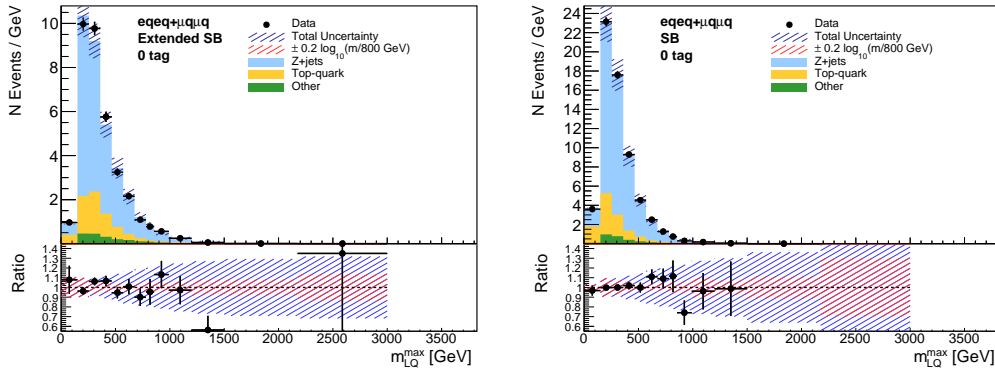 N Events / GeV
10
8
6
4
2
eqeq+μqμq
Extended SB
0 tag
Data
Total Uncertainty
± 0.2 log₁₀(m/800 GeV)
Z+jets
Top-quark
Other
Ratio
1.4
1.3
1.2
1.1
1.0
0.9
0.8
0.7
0.6
0 500 1000 1500 2000 2500 3000 3500
m_LQ^max [GeV]
N Events / GeV
24
22
20
18
16
14
12
10
8
6
4
2
eqeq+μqμq
SB
0 tag
Data
Total Uncertainty
± 0.2 log₁₀(m/800 GeV)
Z+jets
Top-quark
Other
Ratio
1.4
1.3
1.2
1.1
1.0
0.9
0.8
0.7
0.6
0 500 1000 1500 2000 2500 3000 3500
m_LQ^max [GeV]